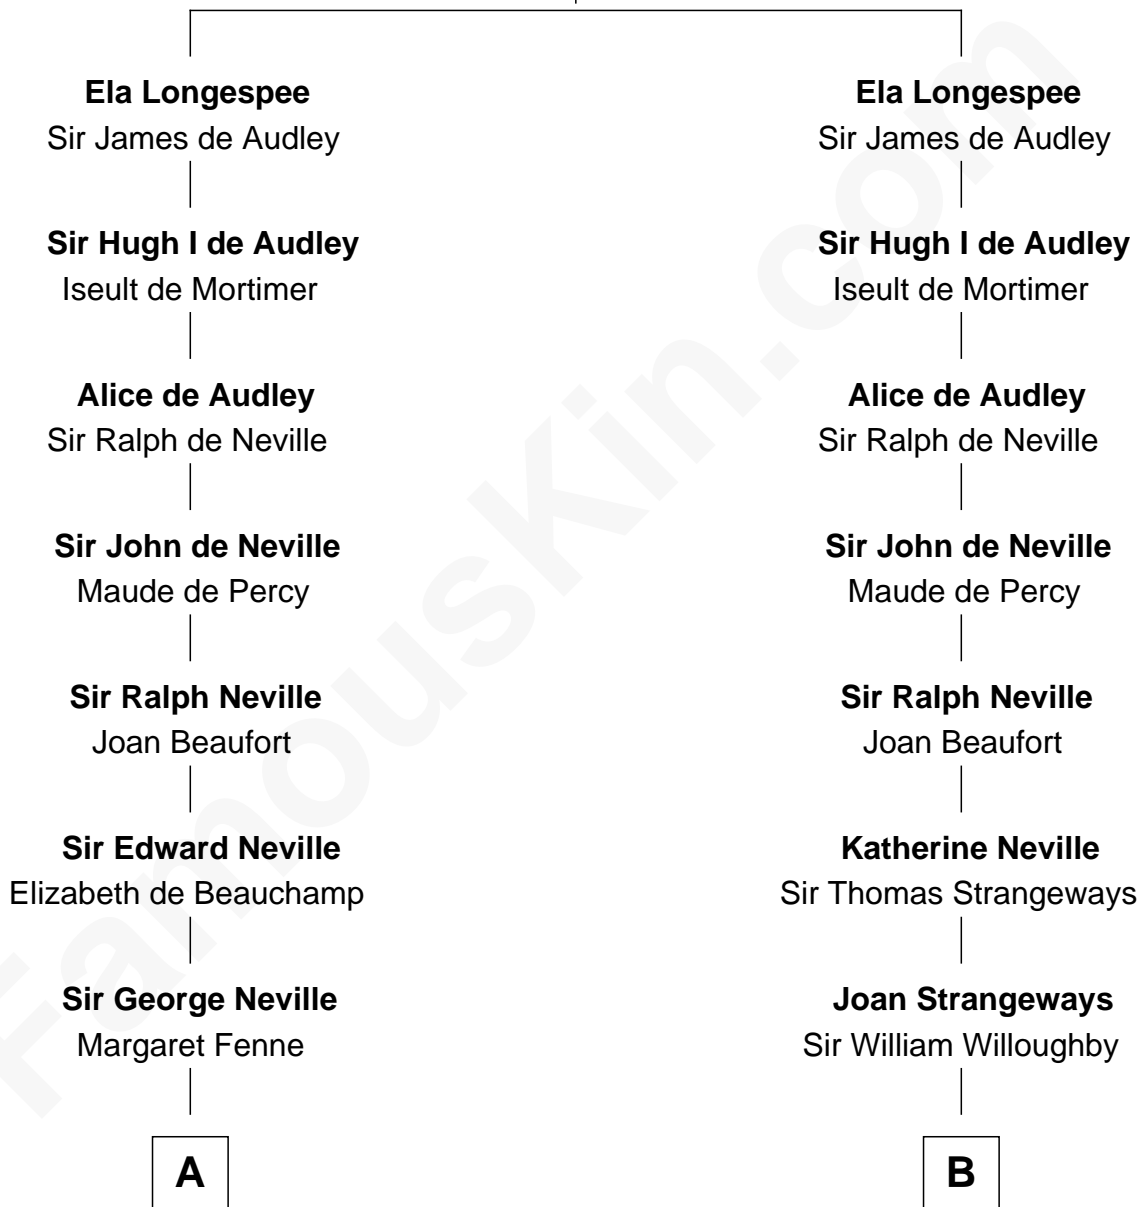 Ela Longespee
Sir James de Audley
Sir Hugh I de Audley
Iseult de Mortimer
Alice de Audley
Sir Ralph de Neville
Sir John de Neville
Maude de Percy
Sir Ralph Neville
Joan Beaufort
Sir Edward Neville
Elizabeth de Beauchamp
Sir George Neville
Margaret Fenne
A
Ela Longespee
Sir James de Audley
Sir Hugh I de Audley
Iseult de Mortimer
Alice de Audley
Sir Ralph de Neville
Sir John de Neville
Maude de Percy
Sir Ralph Neville
Joan Beaufort
Katherine Neville
Sir Thomas Strangeways
Joan Strangeways
Sir William Willoughby
B
FamousKin.com